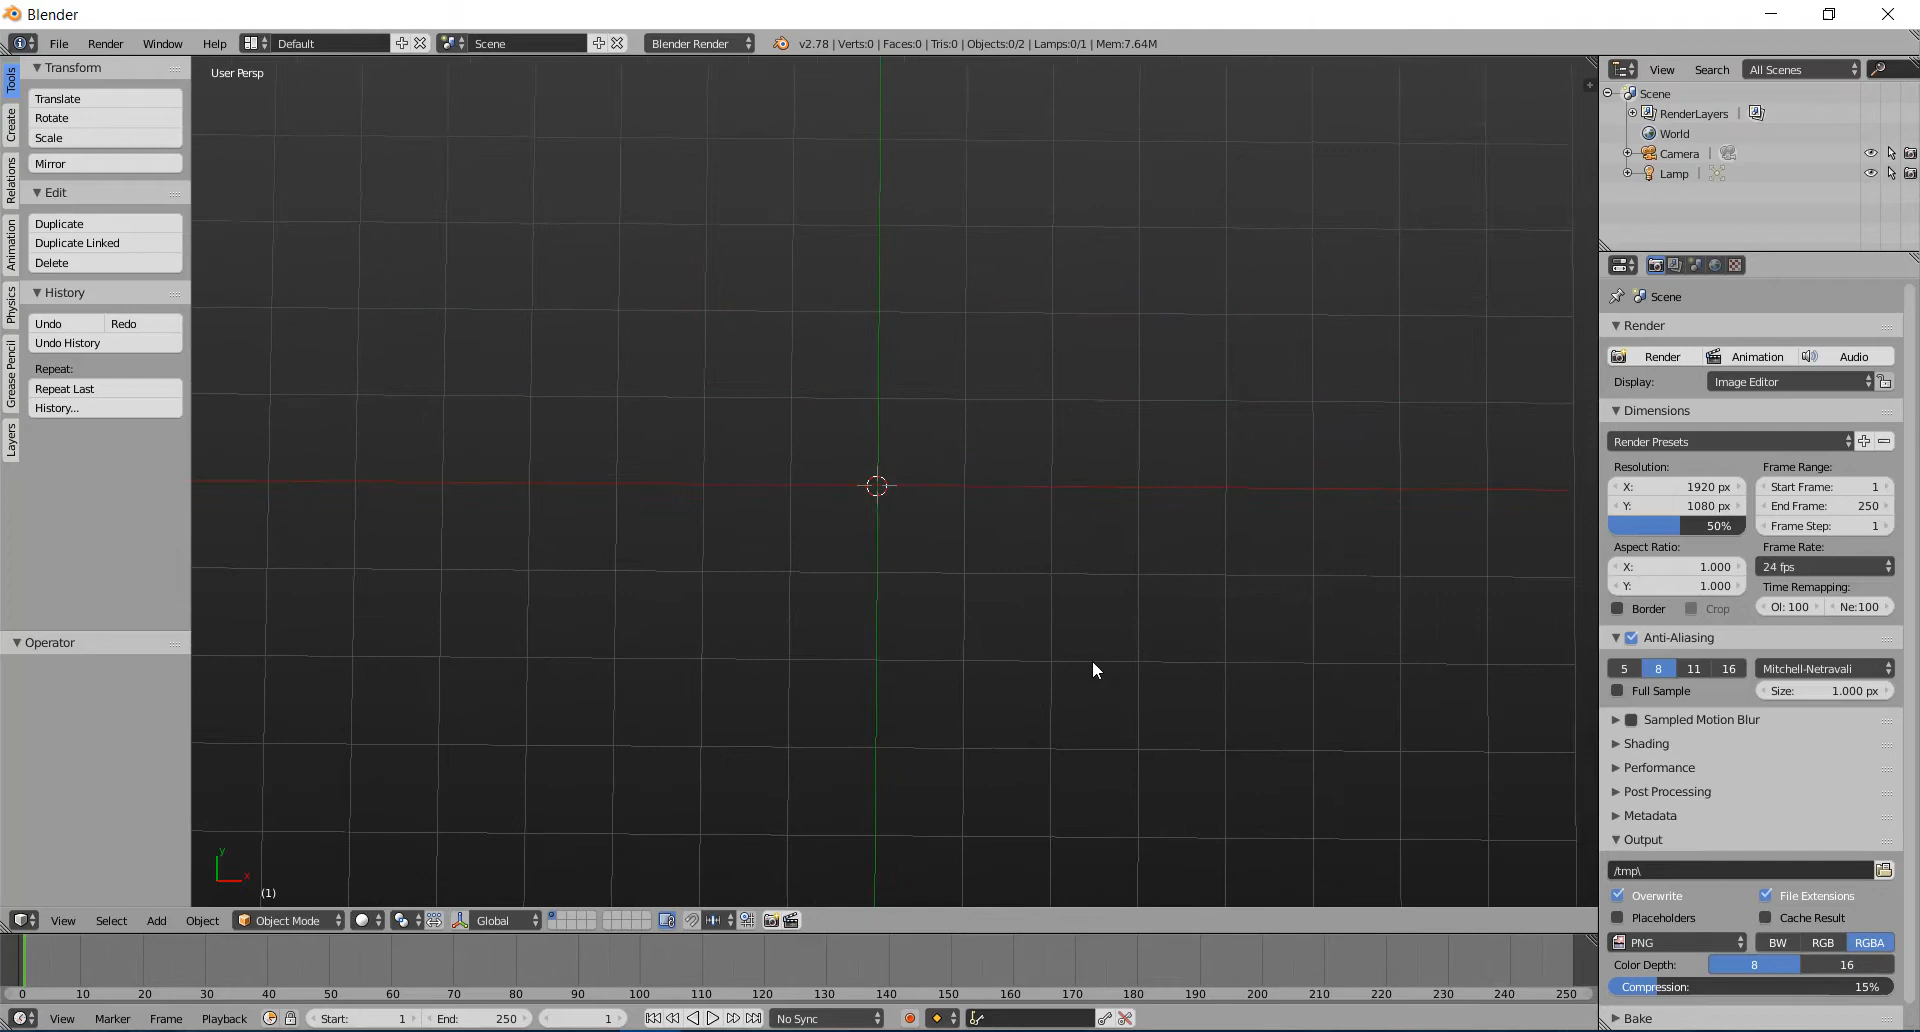 Blender
File Render Window Help Default Scene Blender Render v2.78 | Verts:0 | Faces:0 | Tris:0 | Objects:0/2 | Lamps:0/1 | Mem:7.64M
Tools
Create
Relations
Animation
Physics
Grease Pencil
Layers
Transform
Translate
Rotate
Scale
Mirror
Edit
Duplicate
Duplicate Linked
Delete
History
Undo Redo
Undo History
Repeat:
Repeat Last
History...
Operator
User Persp
y
x
(1)
View Search All Scenes
Scene
RenderLayers |
World
Camera |
Lamp |
Scene
Render
Render Animation Audio
Display: Image Editor
Dimensions
Render Presets
Resolution: Frame Range:
X: 1920 px Start Frame: 1
Y: 1080 px End Frame: 250
50% Frame Step: 1
Aspect Ratio: Frame Rate:
X: 1.000 24 fps
Y: 1.000 Time Remapping:
Border Crop Ol: 100 Ne:100
Anti-Aliasing
5 8 11 16 Mitchell-Netravali
Full Sample Size: 1.000 px
Sampled Motion Blur
Shading
Performance
Post Processing
Metadata
Output
/tmp\
Overwrite File Extensions
Placeholders Cache Result
PNG BW RGB RGBA
Color Depth: 8 16
Compression: 15%
Bake
View Select Add Object Object Mode Global
0 10 20 30 40 50 60 70 80 90 100 110 120 130 140 150 160 170 180 190 200 210 220 230 240 250
View Marker Frame Playback Start: 1 End: 250 1 No Sync